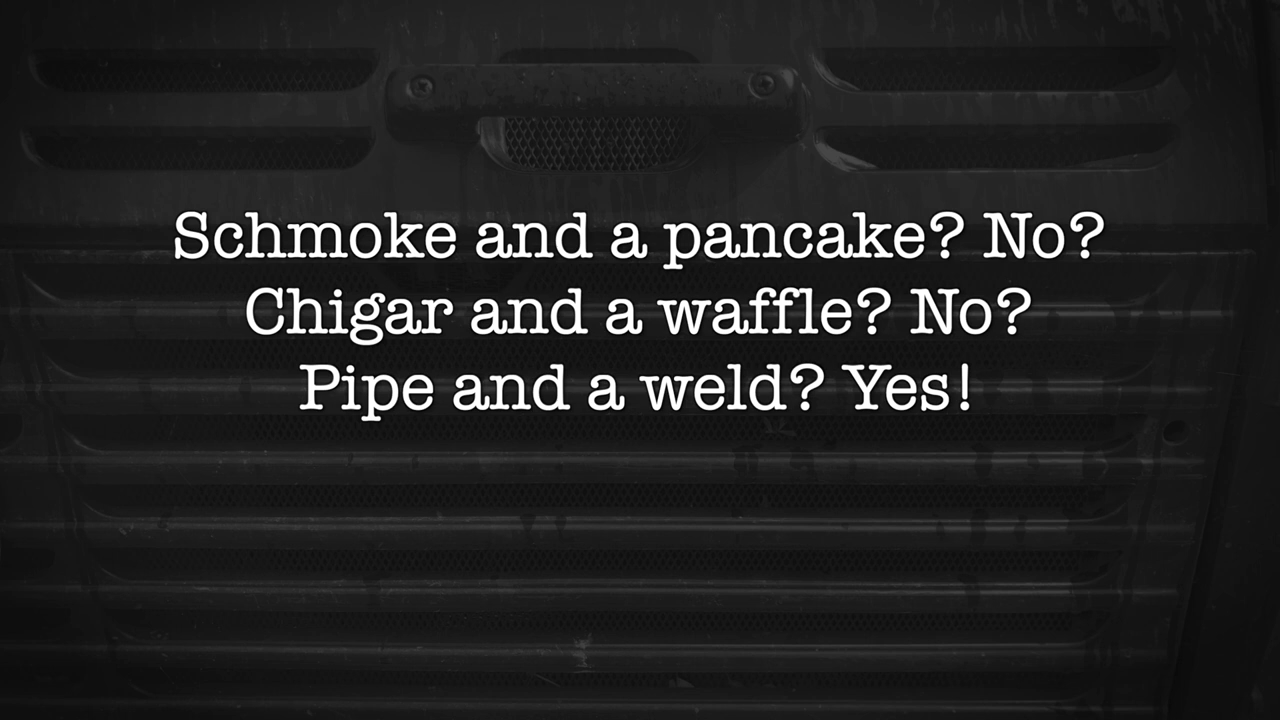 Schmoke and a pancake? No?
Chigar and a waffle? No?
Pipe and a weld? Yes!